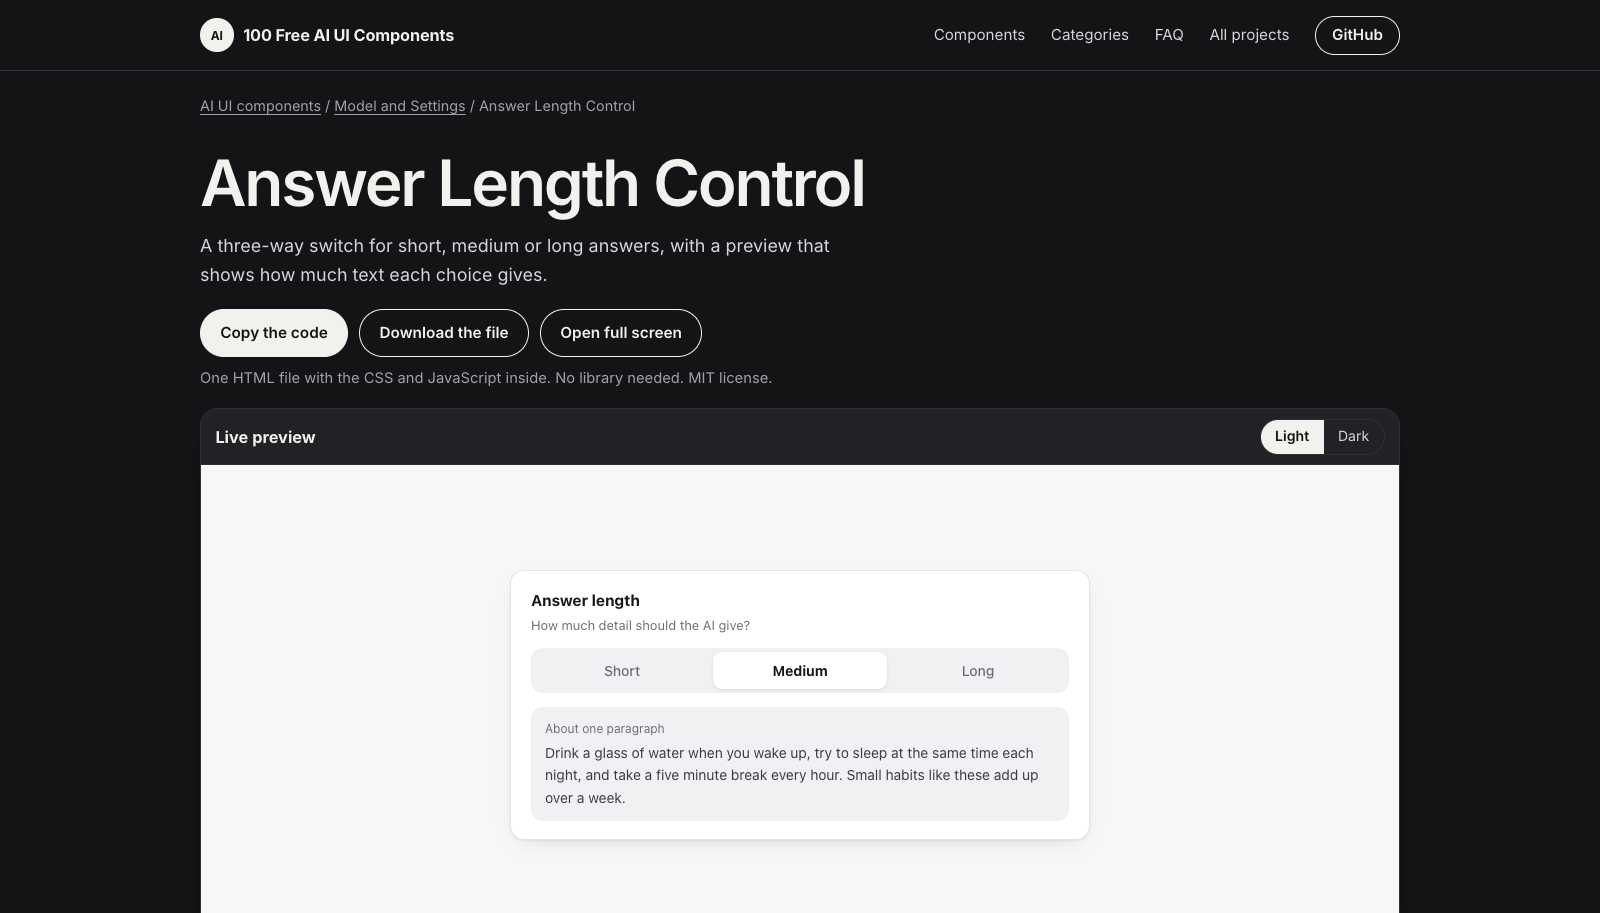 AI
100 Free AI UI Components
Components
Categories
FAQ
All projects
GitHub
AI UI components / Model and Settings / Answer Length Control
Answer Length Control
A three-way switch for short, medium or long answers, with a preview that
shows how much text each choice gives.
Copy the code
Download the file
Open full screen
One HTML file with the CSS and JavaScript inside. No library needed. MIT license.
Live preview
Light
Dark
Answer length
How much detail should the AI give?
Short
Medium
Long
About one paragraph
Drink a glass of water when you wake up, try to sleep at the same time each
night, and take a five minute break every hour. Small habits like these add up
over a week.